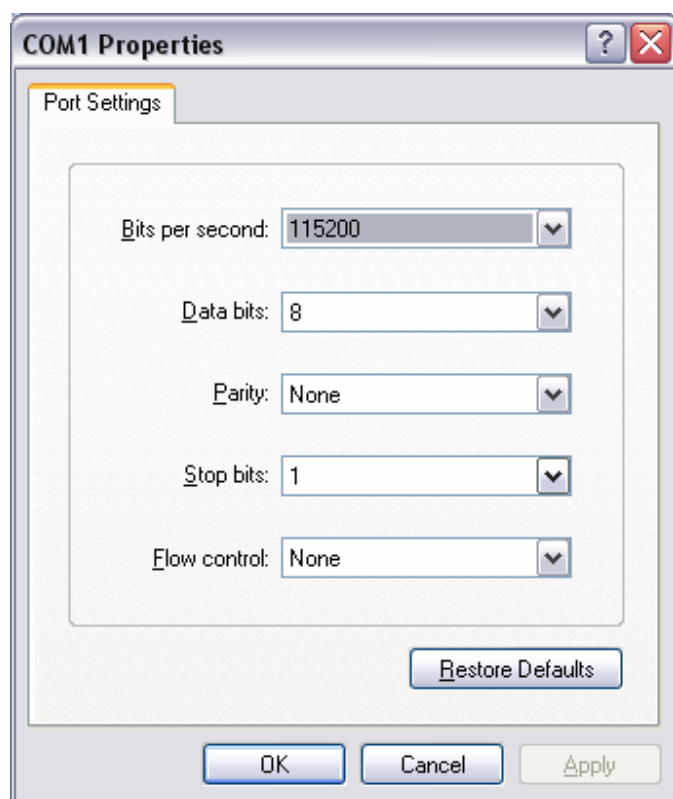 COM1 Properties
Port Settings
Bits per second: 115200
Data bits: 8
Parity: None
Stop bits: 1
Flow control: None
Restore Defaults
OK Cancel Apply